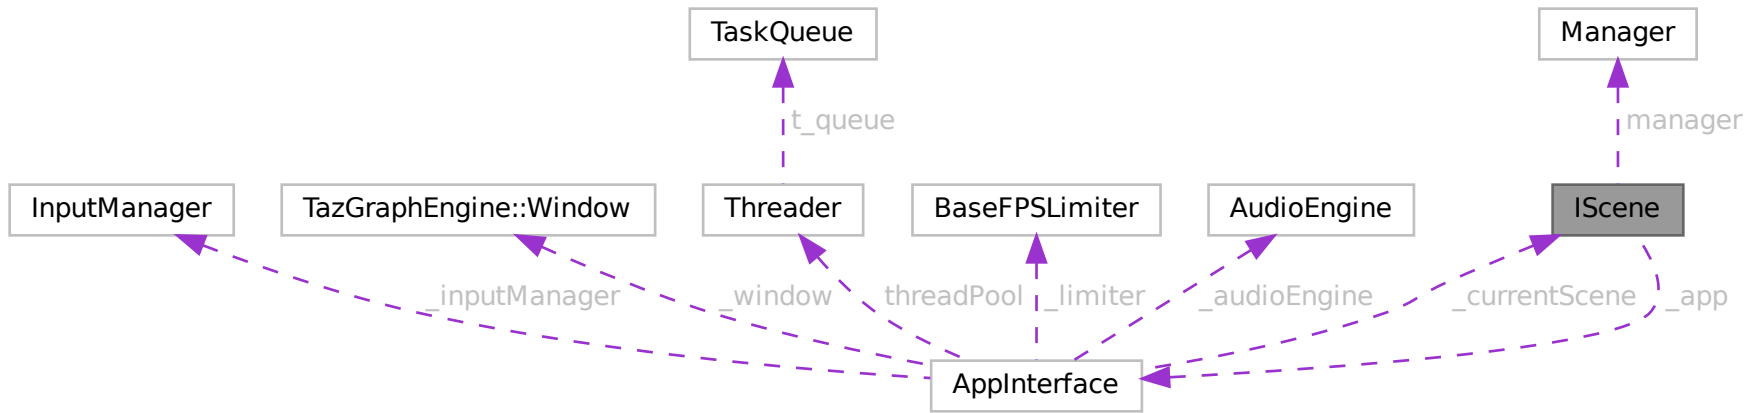 TaskQueue
Manager
t_queue
manager
InputManager
TazGraphEngine::Window
Threader
BaseFPSLimiter
AudioEngine
IScene
_inputManager
_window
threadPool
_limiter
_audioEngine
_currentScene
_app
AppInterface